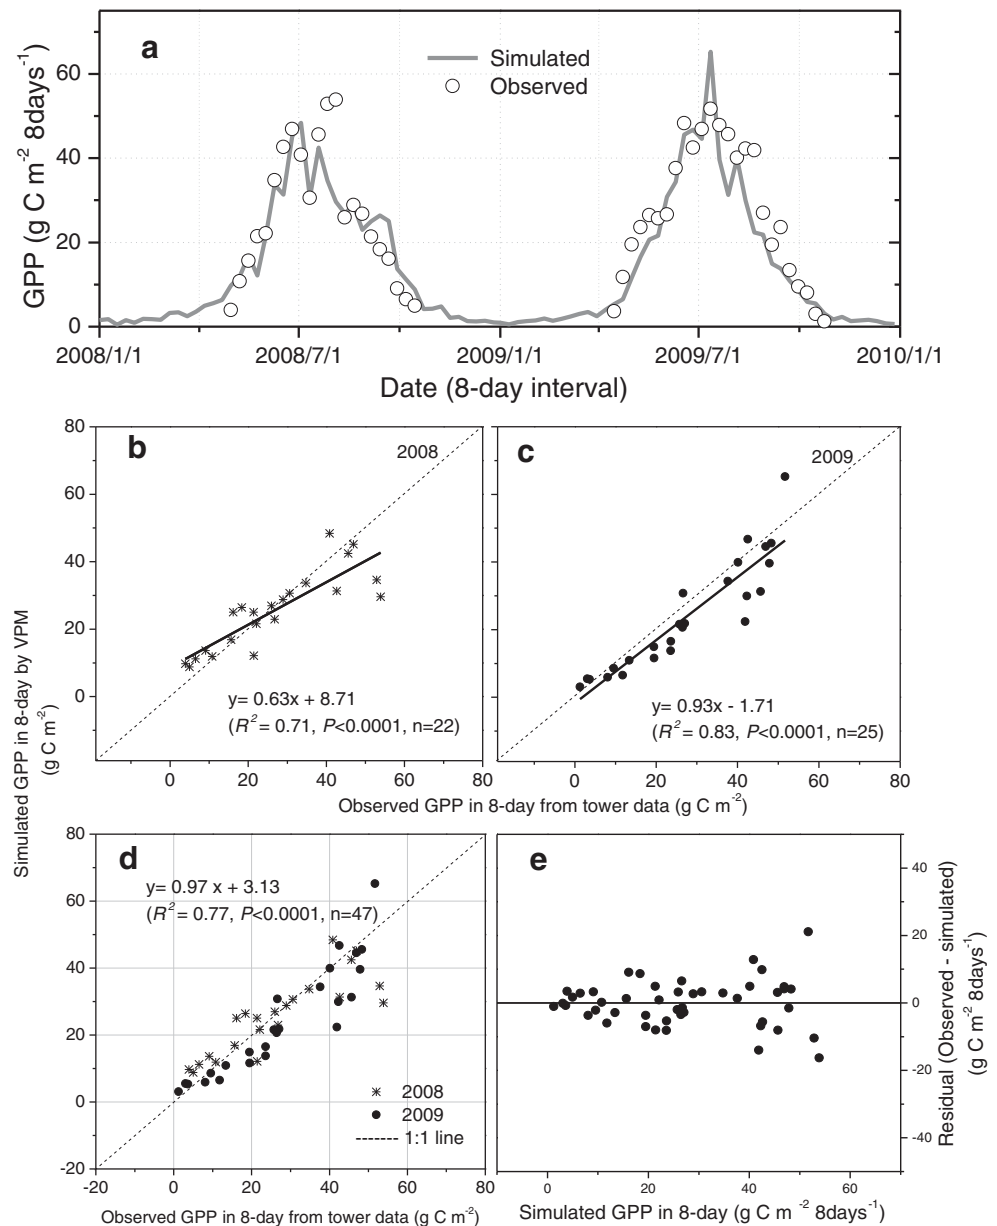 a
Simulated
Observed
GPP (g C m⁻² 8days⁻¹)
60
40
20
0
2008/1/1 2008/7/1 2009/1/1 2009/7/1 2010/1/1
Date (8-day interval)
b
2008
80
60
40
20
0
y= 0.63x + 8.71
(R² = 0.71, P<0.0001, n=22)
0 20 40 60 80
c
2009
y= 0.93x - 1.71
(R² = 0.83, P<0.0001, n=25)
0 20 40 60 80
Simulated GPP in 8-day by VPM
(g C m⁻²)
Observed GPP in 8-day from tower data (g C m⁻²)
d
y= 0.97 x + 3.13
(R² = 0.77, P<0.0001, n=47)
80
60
40
20
0
-20
2008
2009
1:1 line
-20 0 20 40 60 80
Observed GPP in 8-day from tower data (g C m⁻²)
e
40
20
0
-20
-40
Residual (Observed - simulated)
(g C m⁻² 8days⁻¹)
0 20 40 60
Simulated GPP in 8-day (g C m⁻² 8days⁻¹)